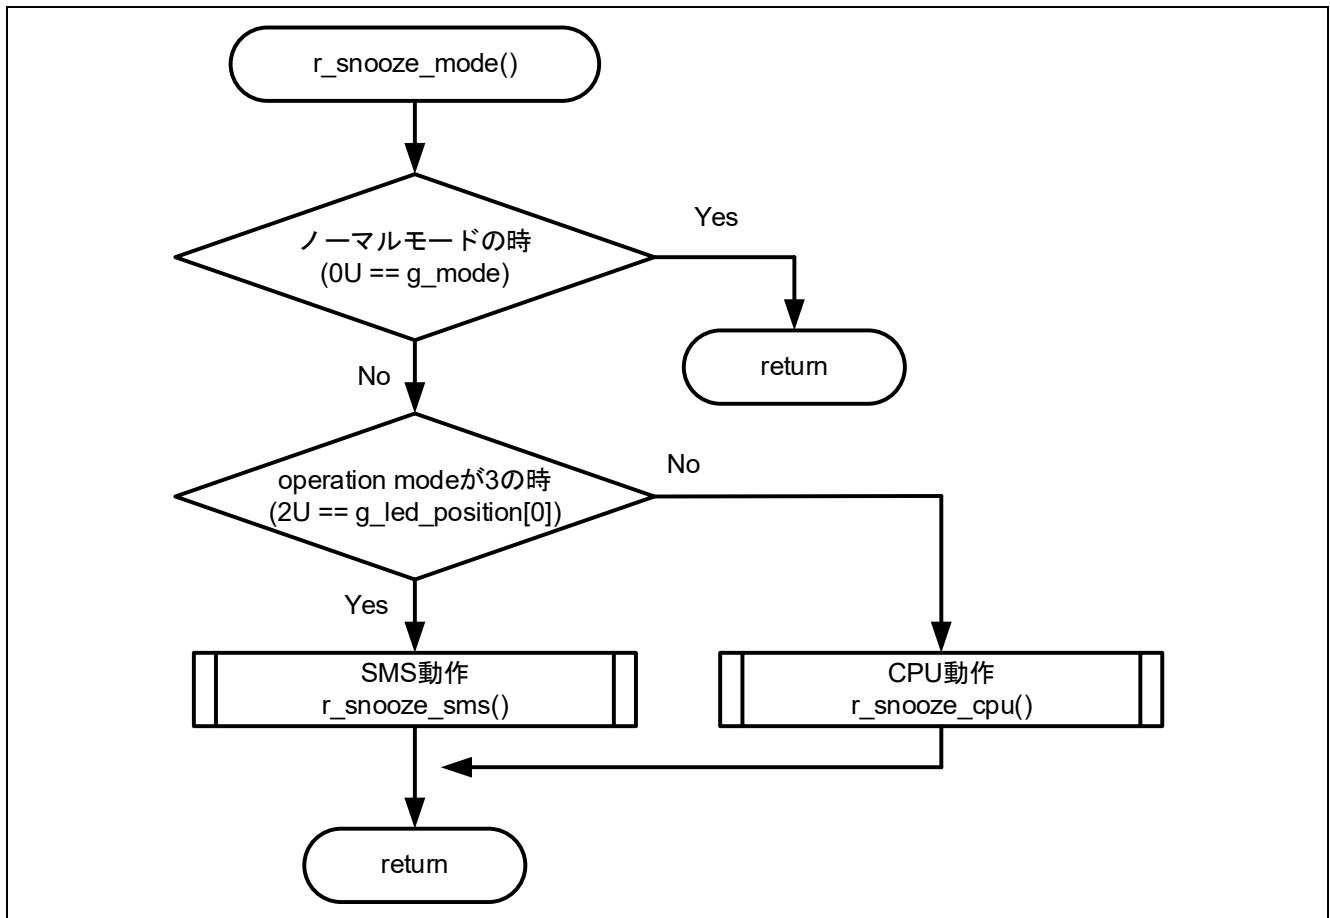 r_snooze_mode()
ノーマルモードの時
(0U == g_mode)
Yes
return
No
operation modeが3の時
(2U == g_led_position[0])
No
Yes
SMS動作
r_snooze_sms()
CPU動作
r_snooze_cpu()
return